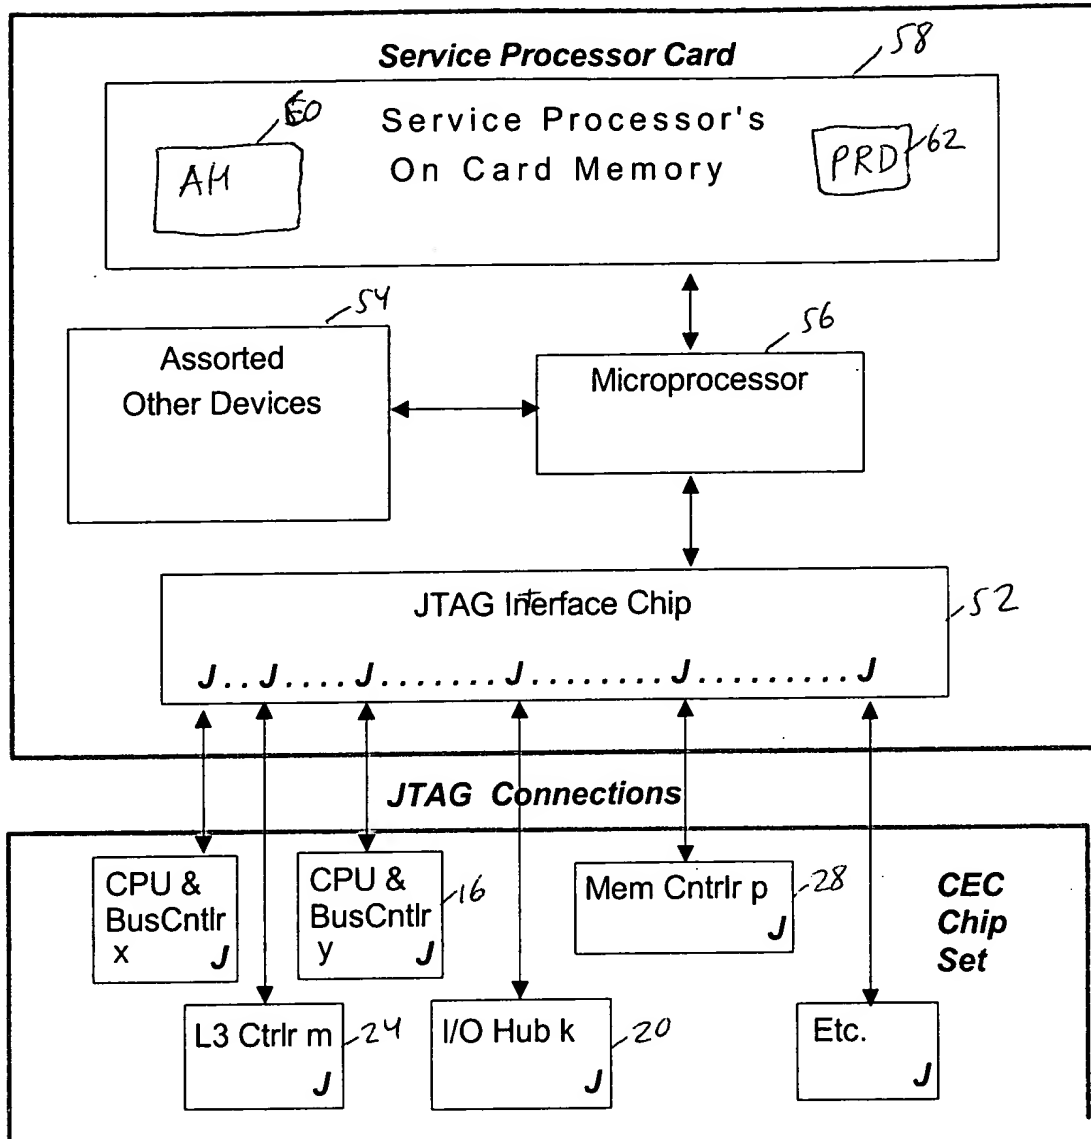 Service Processor Card
58
60
Service Processor's
On Card Memory
AH
PRD
62
54
Assorted
Other Devices
56
Microprocessor
JTAG Interface Chip
52
J..J....J.......J........J.........J
JTAG Connections
CPU &
BusCntlr
x
J
CPU &
BusCntlr
y
J
16
Mem Cntrlr p
J
28
CEC
Chip
Set
L3 Ctrlr m
J
24
I/O Hub k
J
20
Etc.
J